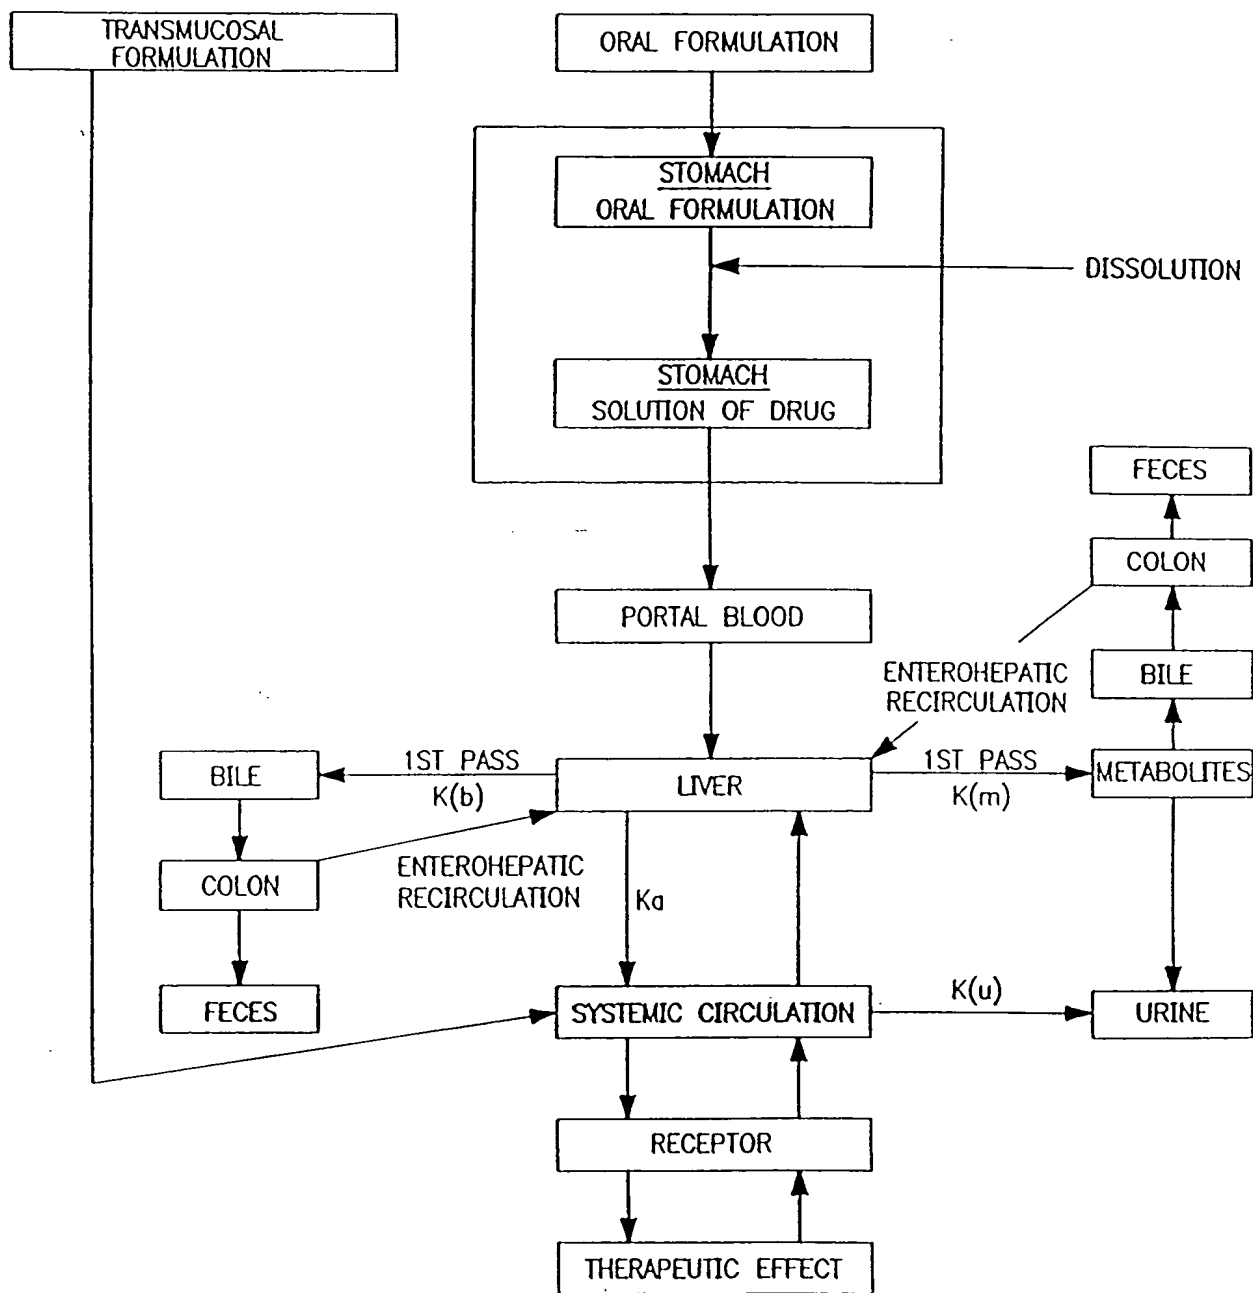 TRANSMUCOSAL
FORMULATION
ORAL FORMULATION
STOMACH
ORAL FORMULATION
DISSOLUTION
STOMACH
SOLUTION OF DRUG
FECES
COLON
PORTAL BLOOD
ENTEROHEPATIC
RECIRCULATION
BILE
BILE
1ST PASS
K(b)
LIVER
1ST PASS
K(m)
METABOLITES
COLON
ENTEROHEPATIC
RECIRCULATION
Ka
FECES
SYSTEMIC CIRCULATION
K(u)
URINE
RECEPTOR
THERAPEUTIC EFFECT